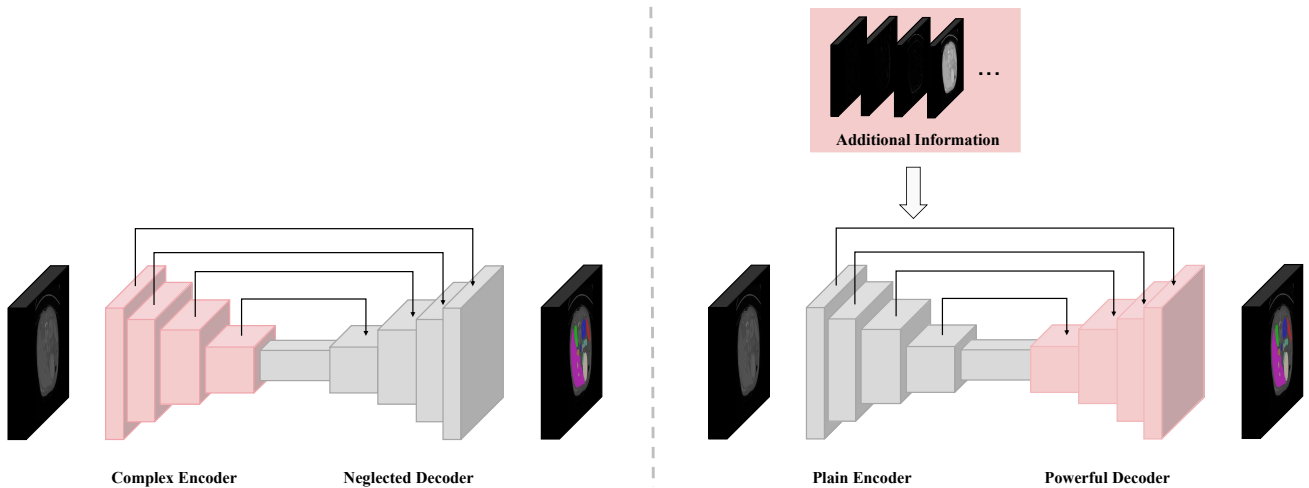 ...
Additional Information
Complex Encoder
Neglected Decoder
Plain Encoder
Powerful Decoder